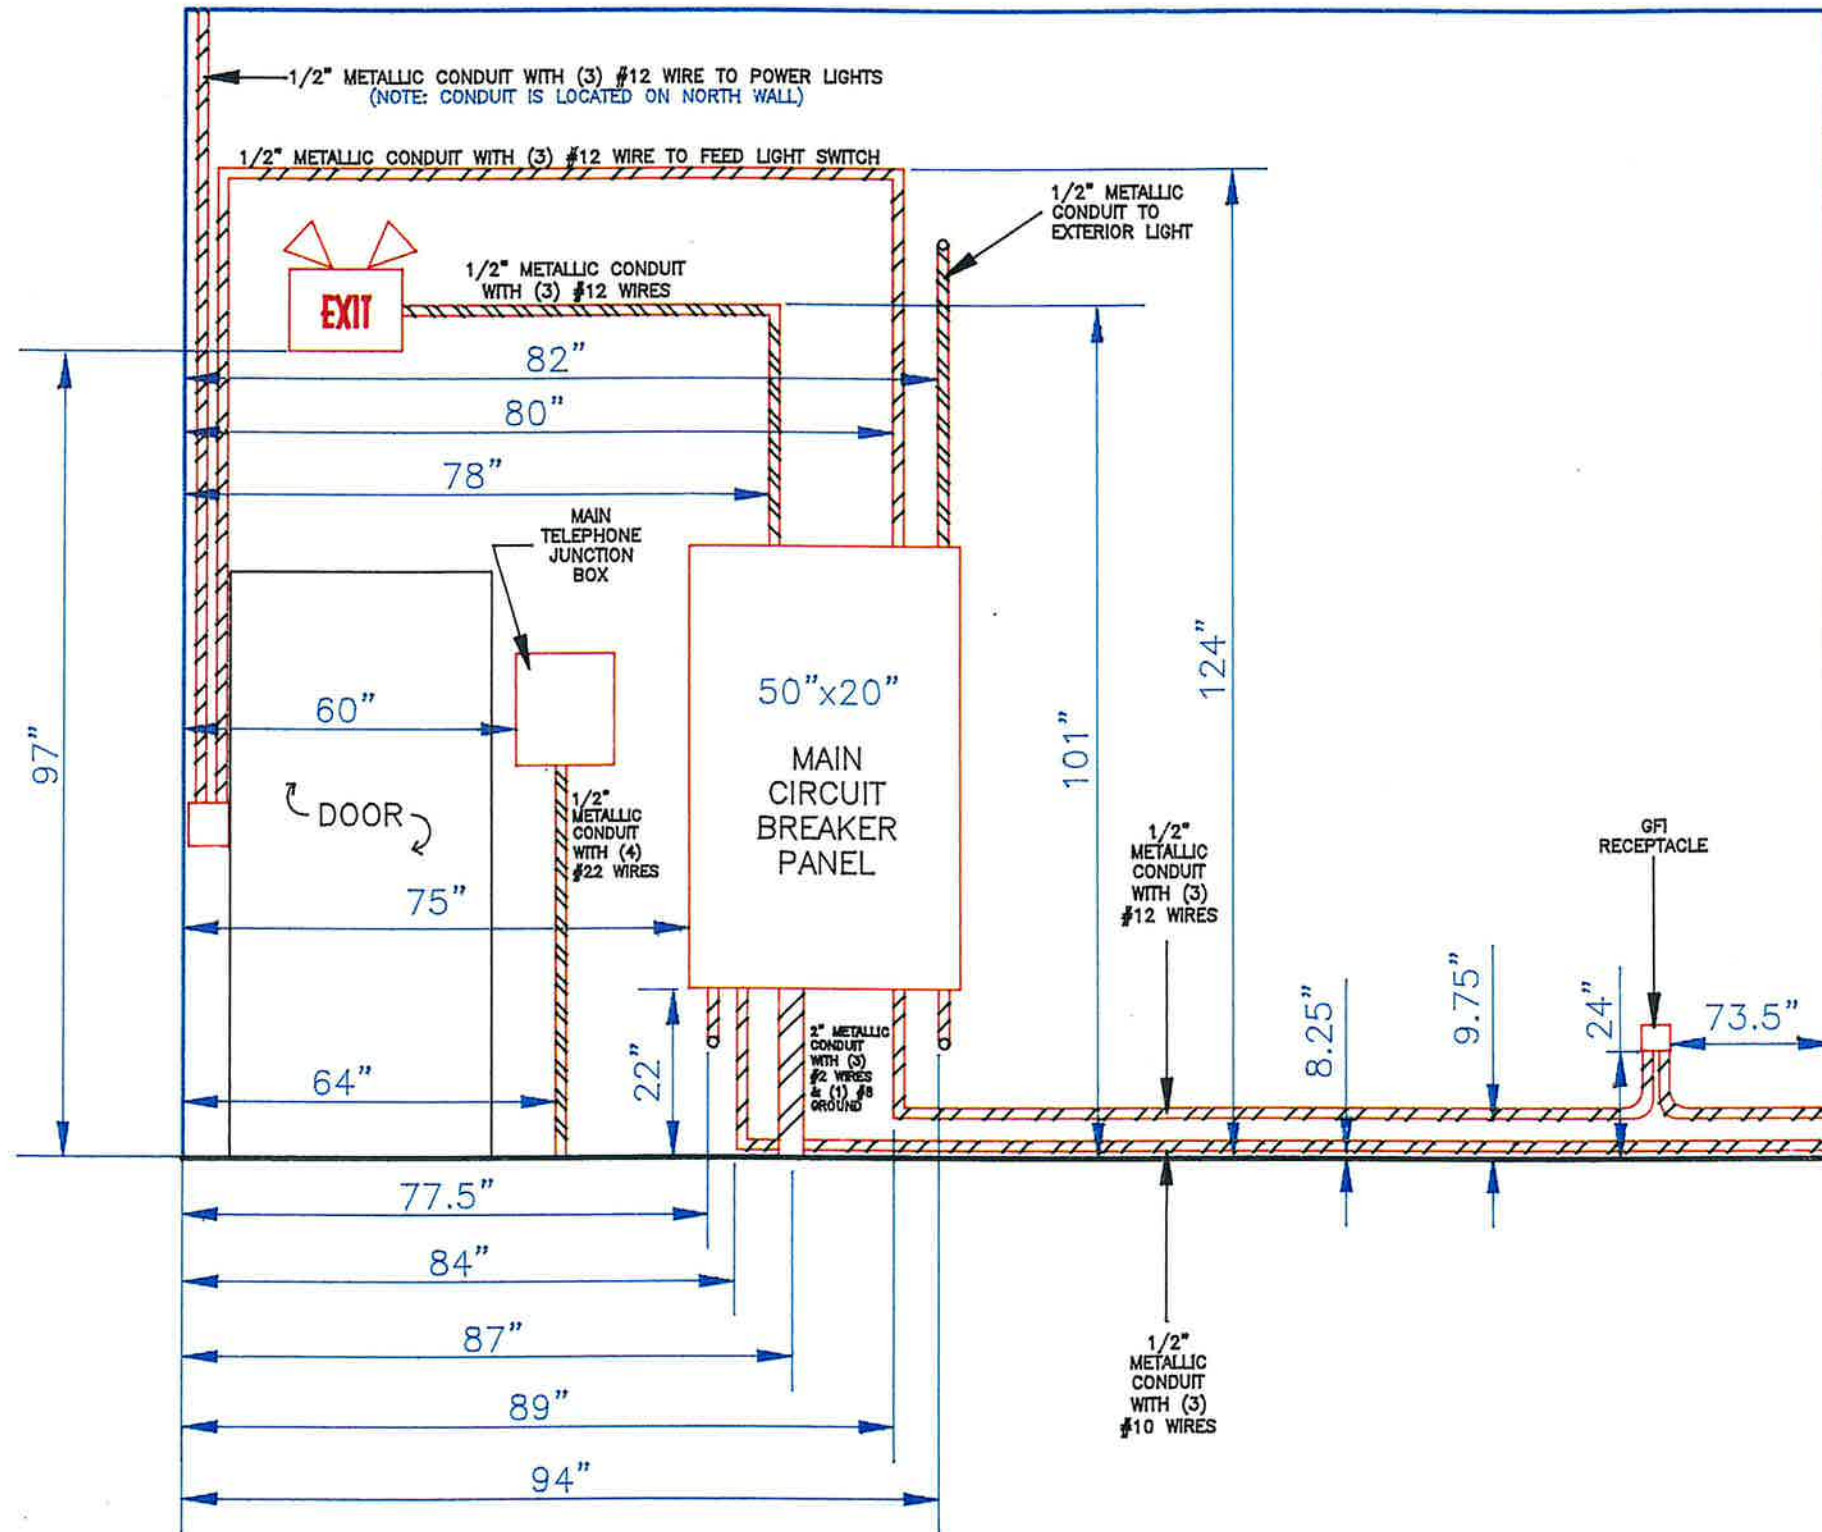 1/2" METALLIC CONDUIT WITH (3) #12 WIRE TO POWER LIGHTS
(NOTE: CONDUIT IS LOCATED ON NORTH WALL)
1/2" METALLIC CONDUIT WITH (3) #12 WIRE TO FEED LIGHT SWITCH
1/2" METALLIC
CONDUIT TO
EXTERIOR LIGHT
1/2" METALLIC CONDUIT
WITH (3) #12 WIRES
EXIT
82"
80"
78"
MAIN
TELEPHONE
JUNCTION
BOX
97"
60"
50"x20"
MAIN
CIRCUIT
BREAKER
PANEL
101"
124"
DOOR
1/2"
METALLIC
CONDUIT
WITH (4)
#22 WIRES
75"
1/2"
METALLIC
CONDUIT
WITH (3)
#12 WIRES
GFI
RECEPTACLE
64"
22"
2" METALLIC
CONDUIT
WITH (3)
#2 WIRES
& (1) #8
GROUND
8.25"
9.75"
24"
73.5"
77.5"
84"
87"
89"
94"
1/2"
METALLIC
CONDUIT
WITH (3)
#10 WIRES